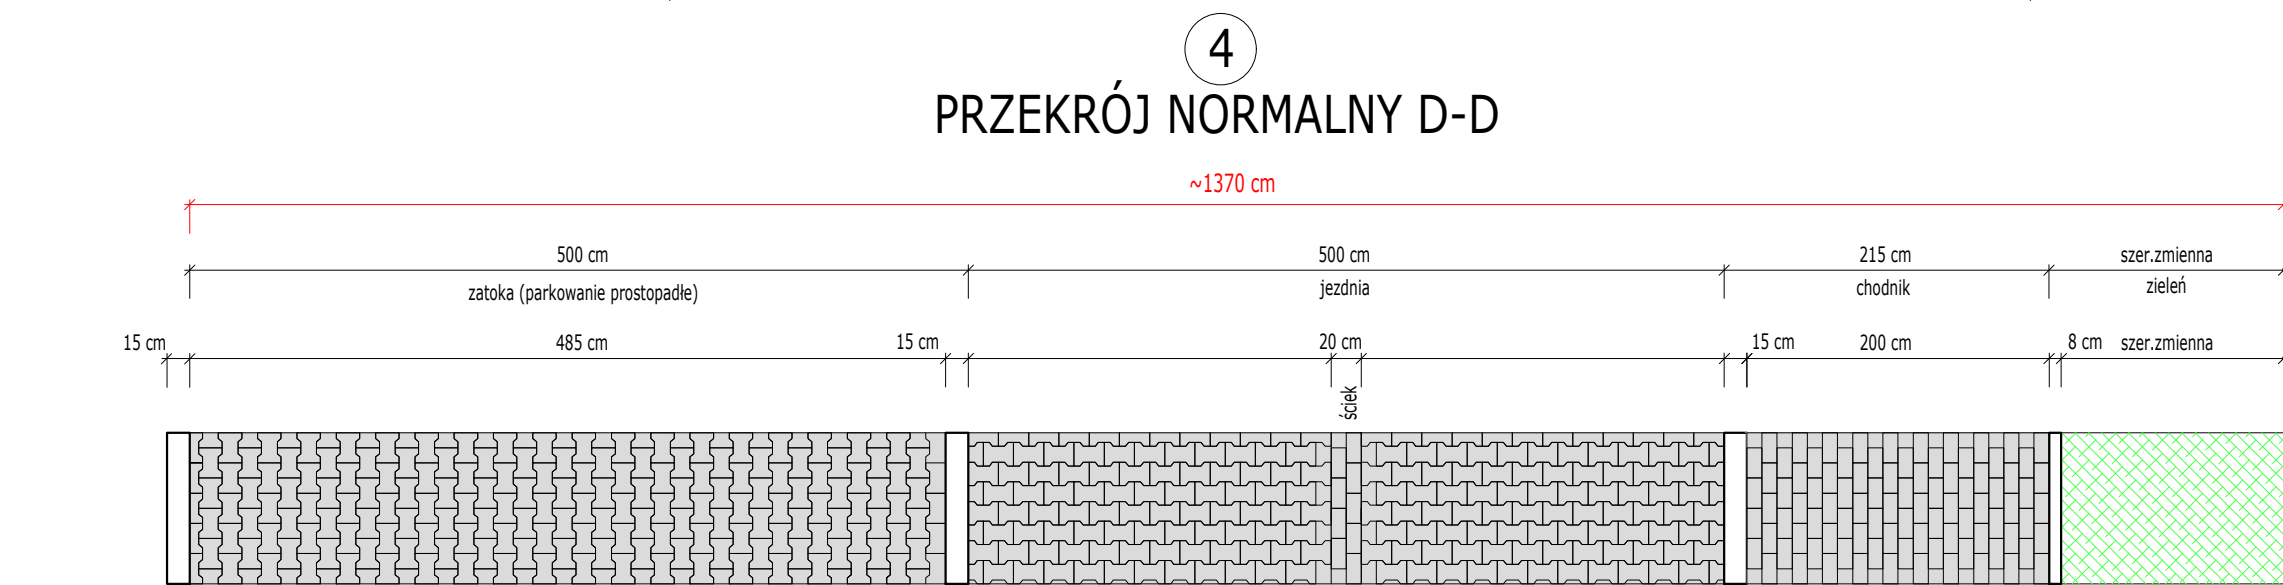 4
PRZEKRÓJ NORMALNY D-D
~1370 cm
500 cm
500 cm
215 cm
szer.zmienna
zatoka (parkowanie prostopadłe)
jezdnia
chodnik
zieleń
15 cm
485 cm
15 cm
20 cm
15 cm
200 cm
8 cm
szer.zmienna
ściek